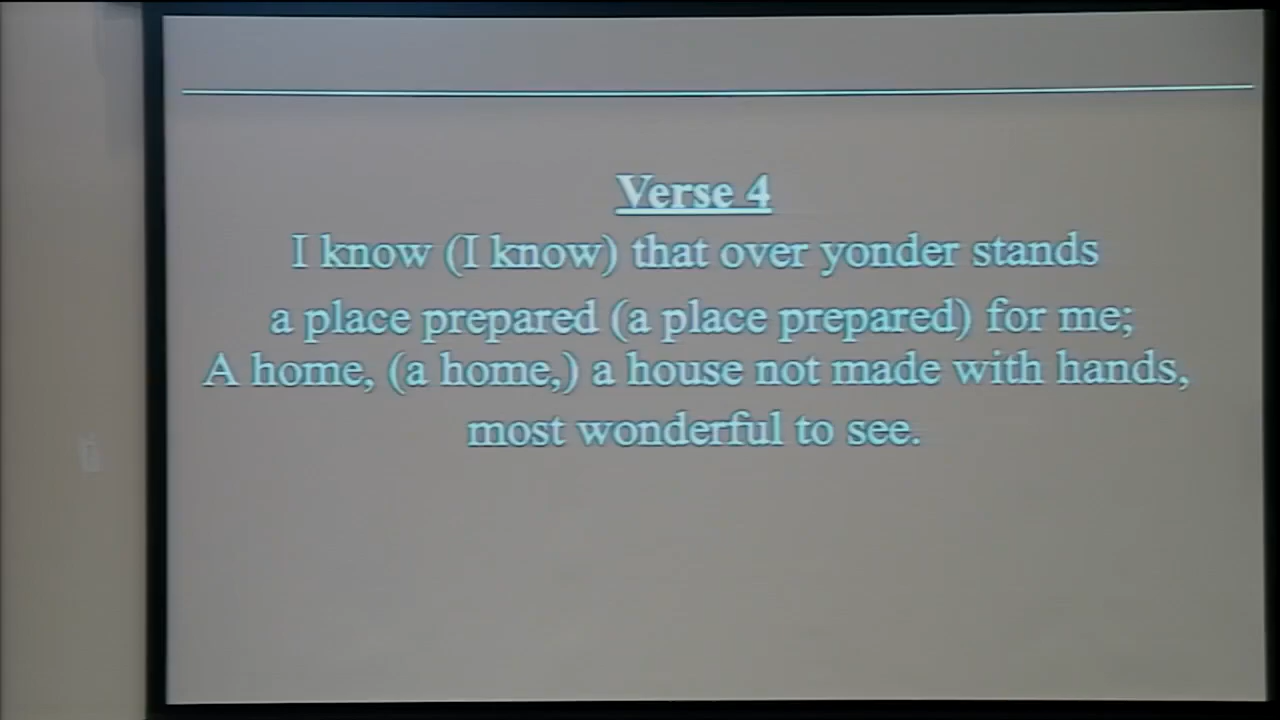 Verse 4
I know (I know) that over yonder stands
a place prepared (a place prepared) for me;
A home, (a home,) a house not made with hands,
most wonderful to see.